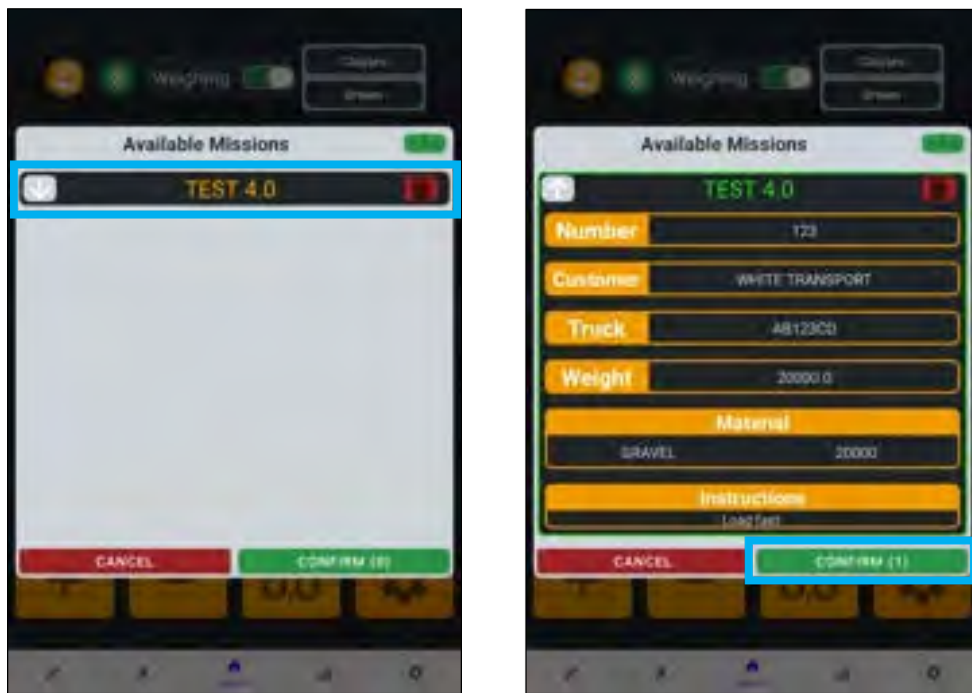 Weighing
Available Missions
TEST 4.0
CANCEL
CONFIRM (0)
Weighing
Available Missions
TEST 4.0
Number
123
Customer
WHITE TRANSPORT
Truck
AB123CD
Weight
20000.0
Material
GRAVEL 20000
Instructions
Load fast
CANCEL
CONFIRM (1)